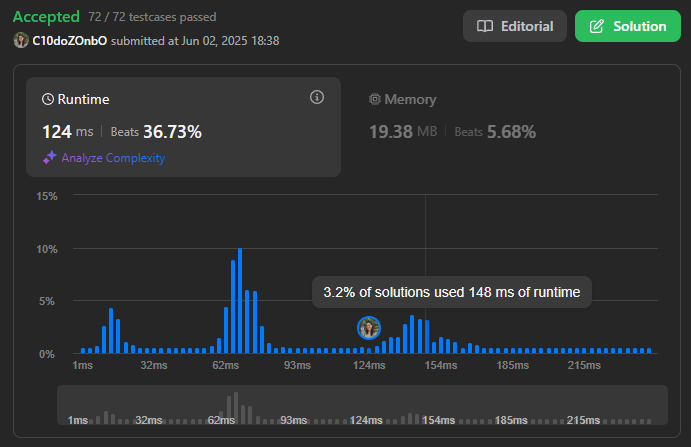 Accepted 72 / 72 testcases passed
Editorial
Solution
C10doZOnbO submitted at Jun 02, 2025 18:38
Runtime
124 ms | Beats 36.73%
Analyze Complexity
Memory
19.38 MB | Beats 5.68%
15%
10%
5%
0%
3.2% of solutions used 148 ms of runtime
1ms 32ms 62ms 93ms 124ms 154ms 185ms 215ms
1ms 32ms 62ms 93ms 124ms 154ms 185ms 215ms